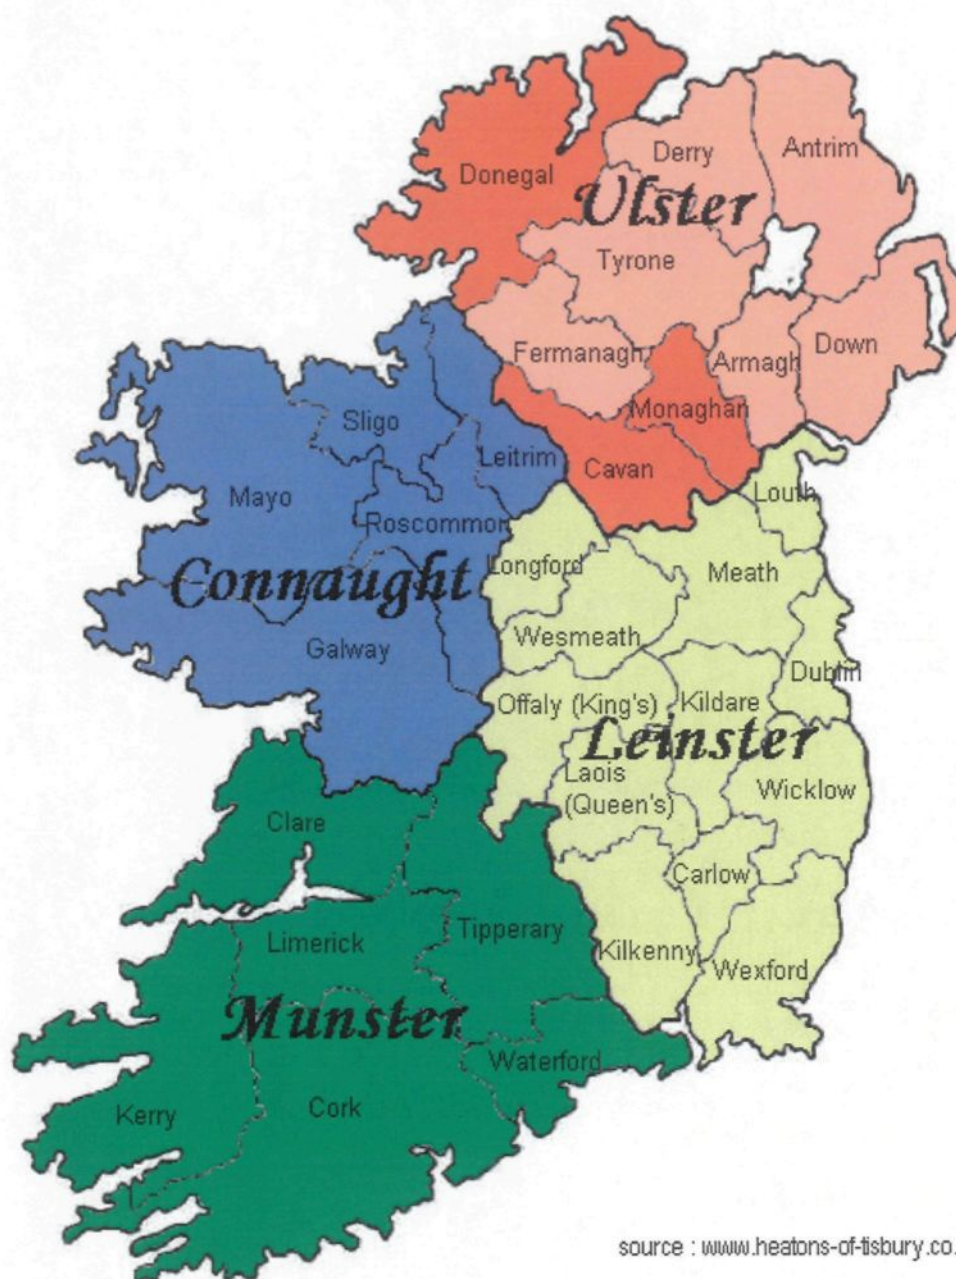 Derry
Antrim
Donegal
Ulster
Tyrone
Fermanagh
Armagh
Down
Monaghan
Cavan
Sligo
Leitrim
Mayo
Roscommon
Connaught
Galway
Louth
Longford
Meath
Wesmeath
Dublin
Offaly (King's)
Kildare
Leinster
Laois
(Queen's)
Wicklow
Carlow
Kilkenny
Wexford
Clare
Limerick
Tipperary
Munster
Waterford
Kerry
Cork
source : www.heatons-of-tisbury.co.